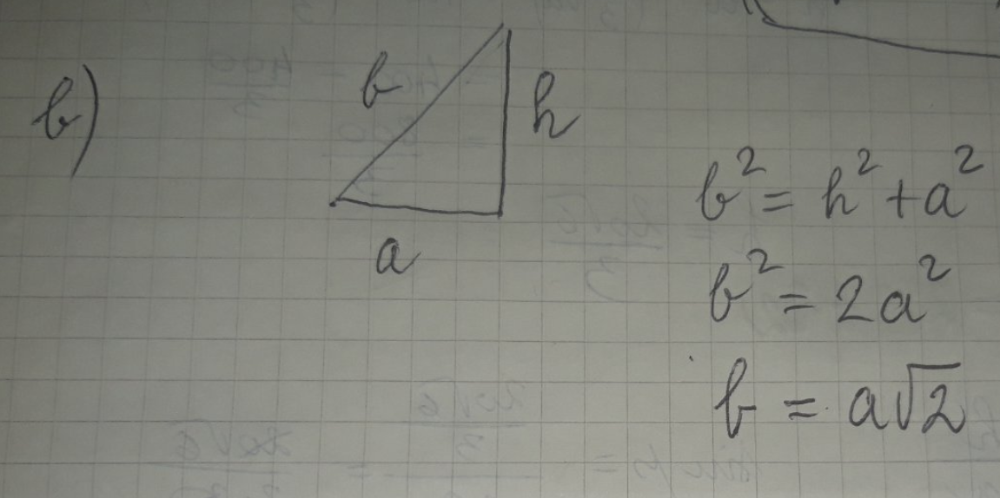 b)
b
h
a
b² = h² + a²
b² = 2a²
b = a√2